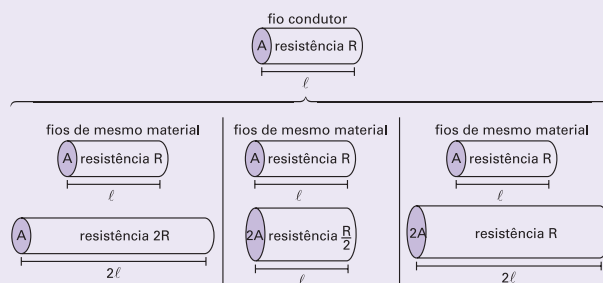 fio condutor
A resistência R
ℓ
fios de mesmo material
A resistência R
ℓ
A resistência 2R
2ℓ
fios de mesmo material
A resistência R
ℓ
2A resistência R/2
ℓ
fios de mesmo material
A resistência R
ℓ
2A resistência R
2ℓ